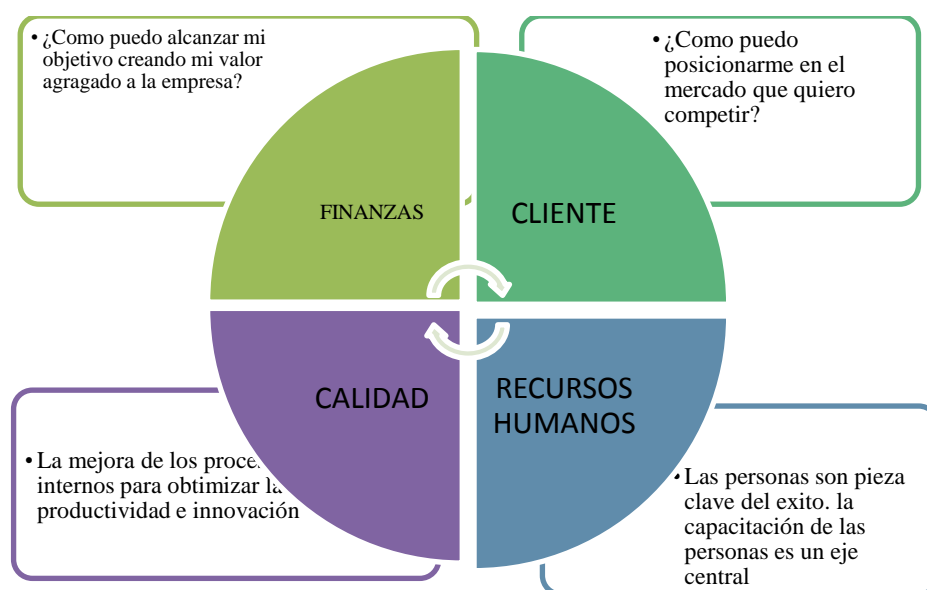 • ¿Como puedo alcanzar mi
objetivo creando mi valor
agragado a la empresa?
• ¿Como puedo
posicionarme en el
mercado que quiero
competir?
FINANZAS
CLIENTE
CALIDAD
RECURSOS
HUMANOS
• La mejora de los
internos para obtimizar
productividad e innovación
• Las personas son pieza
clave del exito. la
capacitación de las
personas es un eje
central